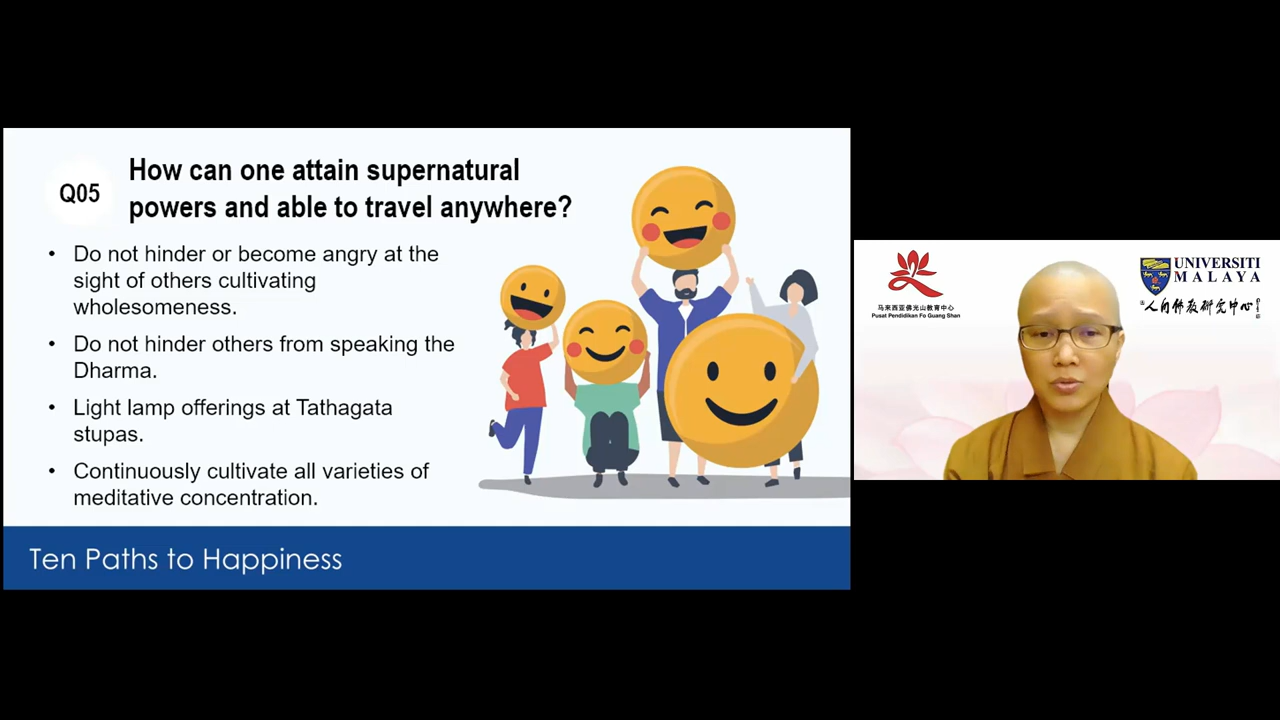 Q05
How can one attain supernatural
powers and able to travel anywhere?
• Do not hinder or become angry at the
sight of others cultivating
wholesomeness.
• Do not hinder others from speaking the
Dharma.
• Light lamp offerings at Tathagata
stupas.
• Continuously cultivate all varieties of
meditative concentration.
Ten Paths to Happiness
马来西亚佛光山教育中心
Pusat Pendidikan Fo Guang Shan
UNIVERSITI
MALAYA
人间佛教研究中心